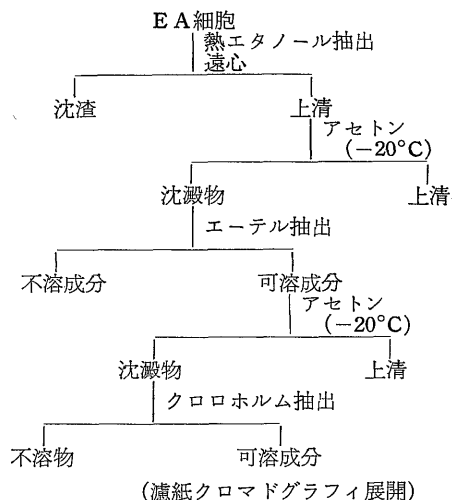 EA細胞
熱エタノール抽出
遠心
沈渣 上清
アセトン
(-20°C)
沈澱物 上清
エーテル抽出
不溶成分 可溶成分
アセトン
(-20°C)
沈澱物 上清
クロロホルム抽出
不溶物 可溶成分
(濾紙クロマドグラフィ展開)